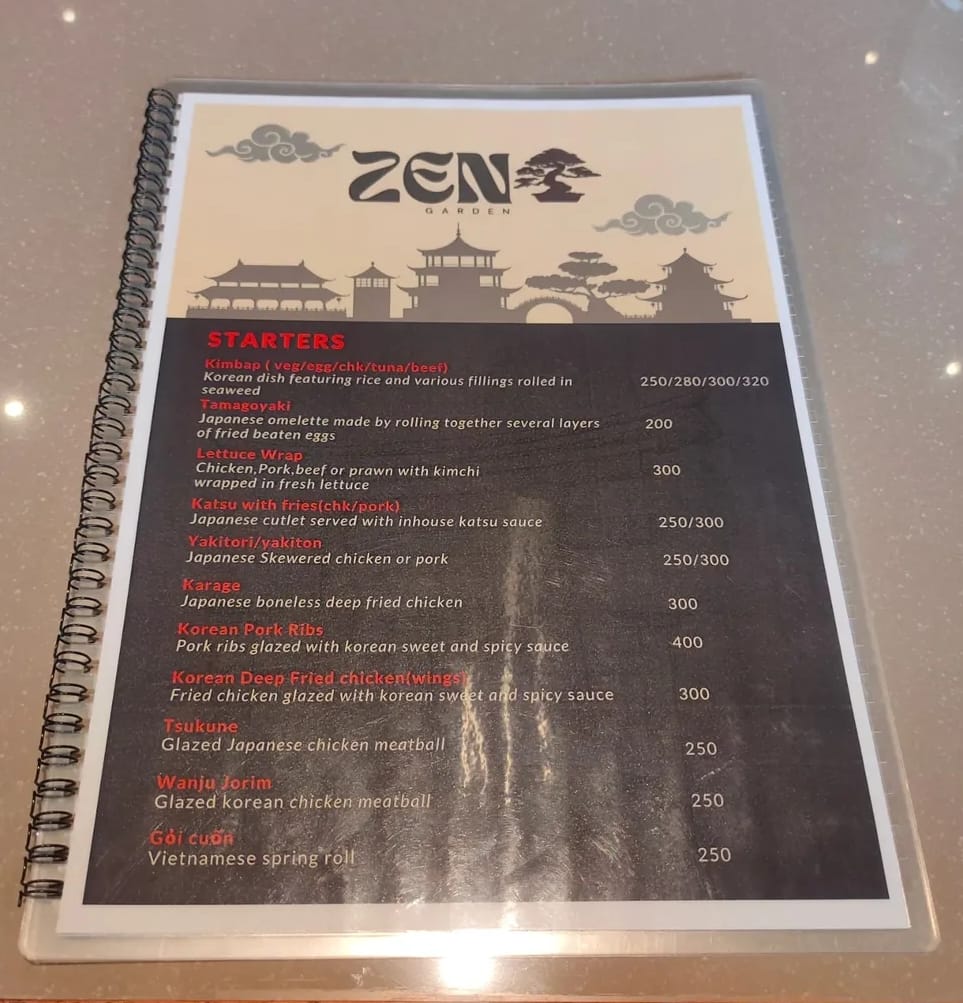 ZEN
GARDEN
STARTERS
Kimbap ( veg/egg/chk/tuna/beef)
Korean dish featuring rice and various fillings rolled in 250/280/300/320
seaweed
Tamagoyaki
Japanese omelette made by rolling together several layers 200
of fried beaten eggs
Lettuce Wrap
Chicken,Pork,beef or prawn with kimchi 300
wrapped in fresh lettuce
Katsu with fries(chk/pork)
Japanese cutlet served with inhouse katsu sauce 250/300
Yakitori/yakiton
Japanese Skewered chicken or pork 250/300
Karage
Japanese boneless deep fried chicken 300
Korean Pork Ribs
Pork ribs glazed with korean sweet and spicy sauce 400
Korean Deep Fried chicken(wings)
Fried chicken glazed with korean sweet and spicy sauce 300
Tsukune
Glazed Japanese chicken meatball 250
Wanju Jorim
Glazed korean chicken meatball 250
Gỏi cuốn
Vietnamese spring roll 250